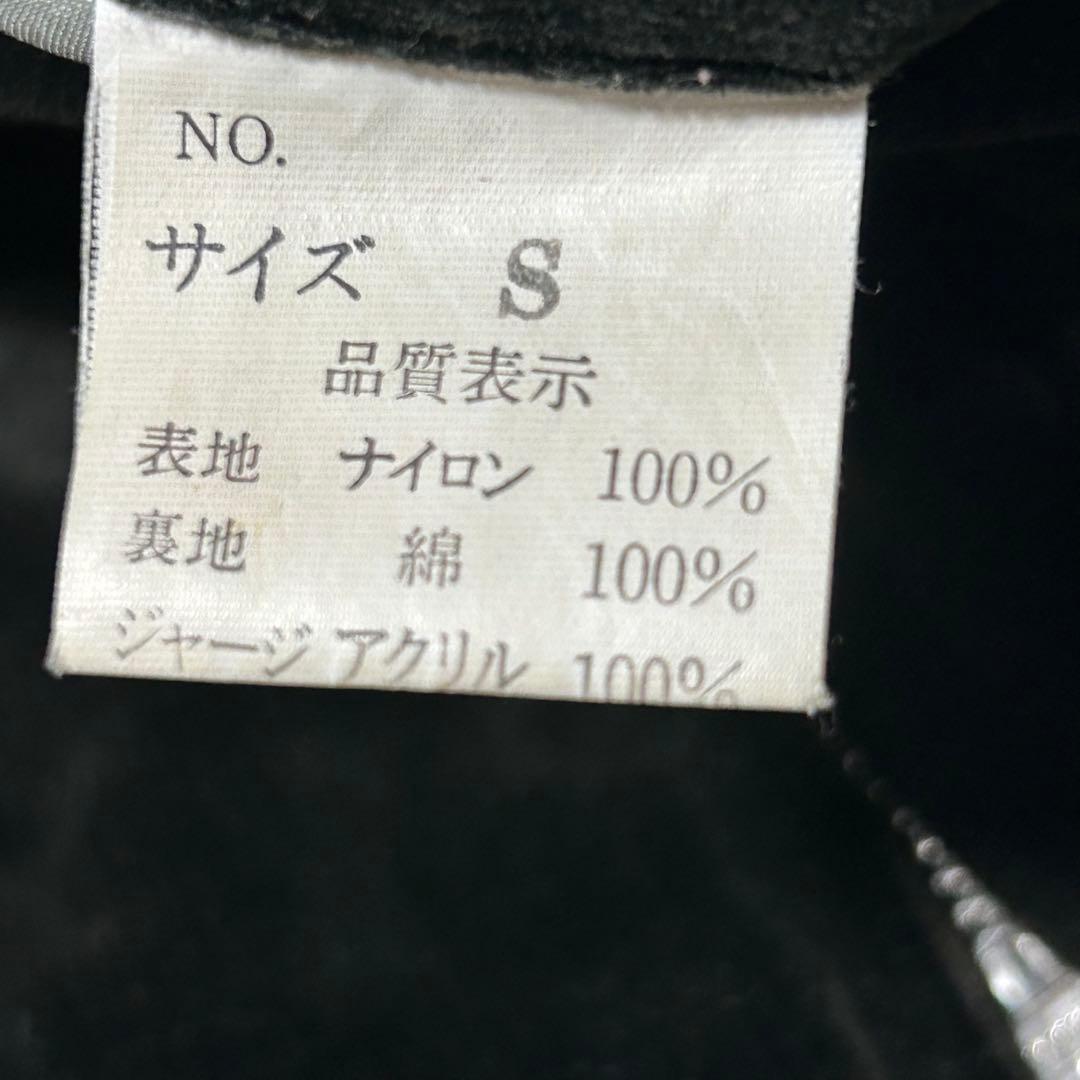 NO.
サイズ S
品質表示
表地 ナイロン 100%
裏地 綿 100%
ジャージ アクリル 100%